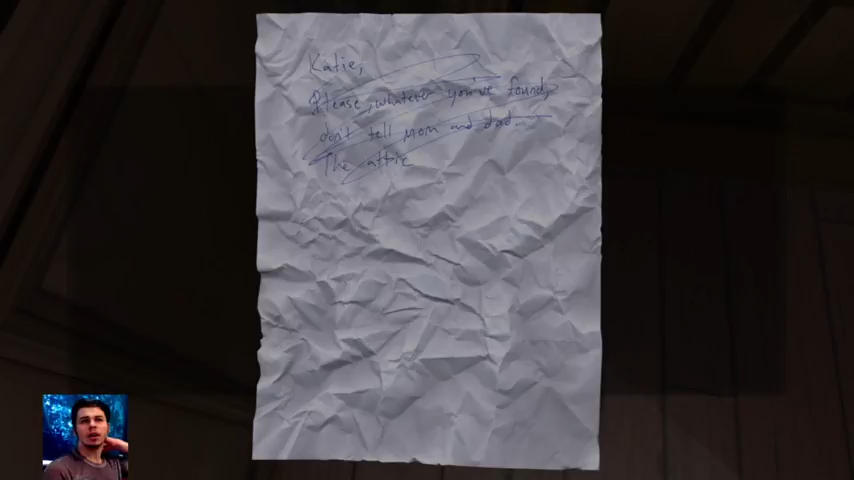 Katie,
Please, whatever you've found,
don't tell Mom and dad.
The attic